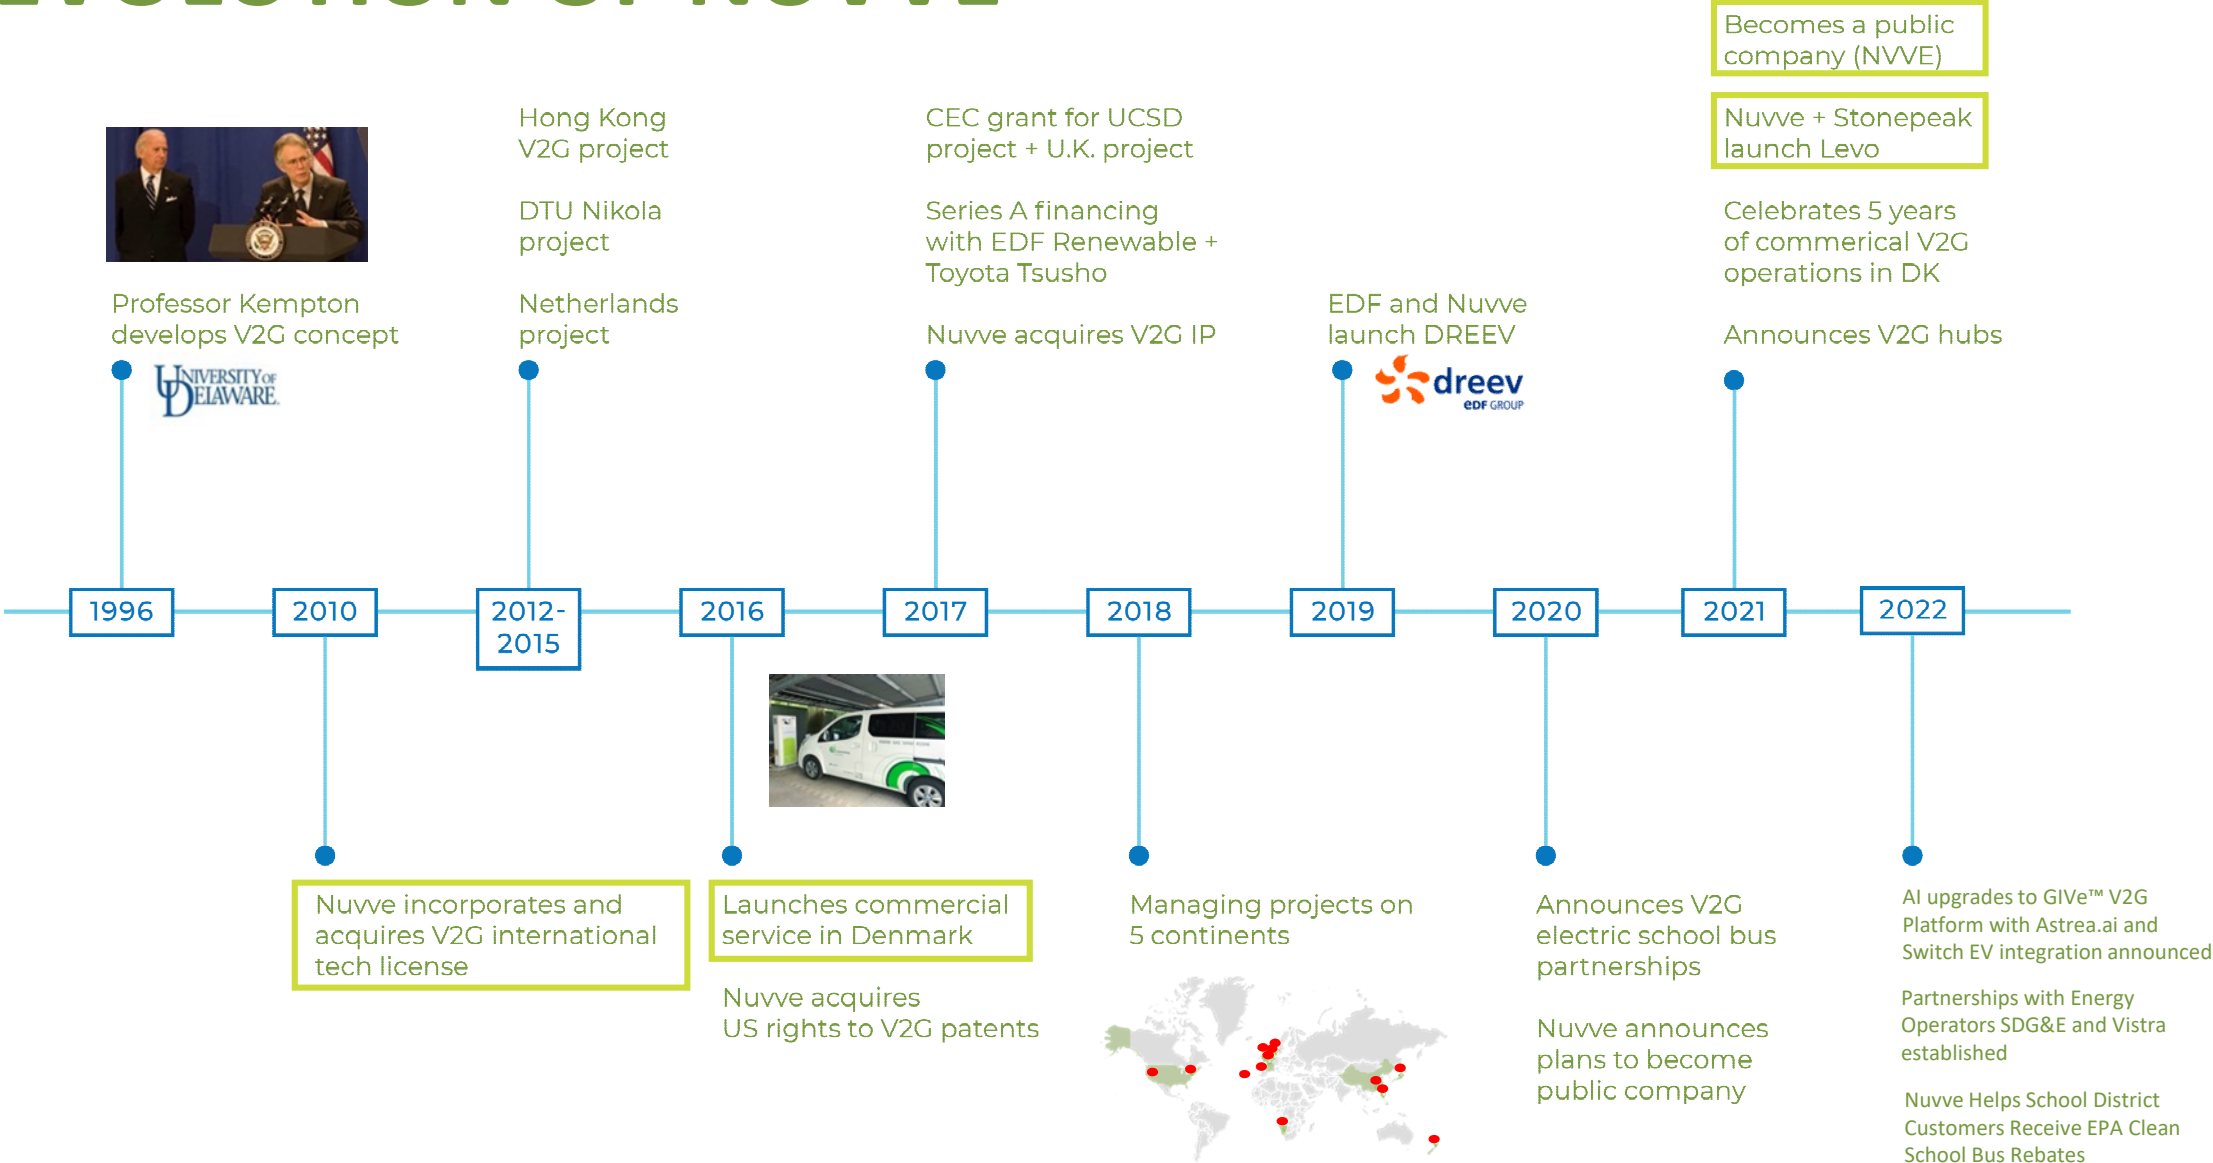 EVOLUTION OF NUVVE
Becomes a public
company (NVVE)
Nuvve + Stonepeak
launch Levo
Celebrates 5 years
of commerical V2G
operations in DK
Announces V2G hubs
Hong Kong
V2G project
DTU Nikola
project
Netherlands
project
CEC grant for UCSD
project + U.K. project
Series A financing
with EDF Renewable +
Toyota Tsusho
Nuvve acquires V2G IP
Professor Kempton
develops V2G concept
UNIVERSITY OF
DELAWARE.
EDF and Nuvve
launch DREEV
dreev
EDF GROUP
1996
2010
2012-
2015
2016
2017
2018
2019
2020
2021
2022
Nuvve incorporates and
acquires V2G international
tech license
Launches commercial
service in Denmark
Nuvve acquires
US rights to V2G patents
Managing projects on
5 continents
Announces V2G
electric school bus
partnerships
Nuvve announces
plans to become
public company
AI upgrades to GIVe™ V2G
Platform with Astrea.ai and
Switch EV integration announced
Partnerships with Energy
Operators SDG&E and Vistra
established
Nuvve Helps School District
Customers Receive EPA Clean
School Bus Rebates